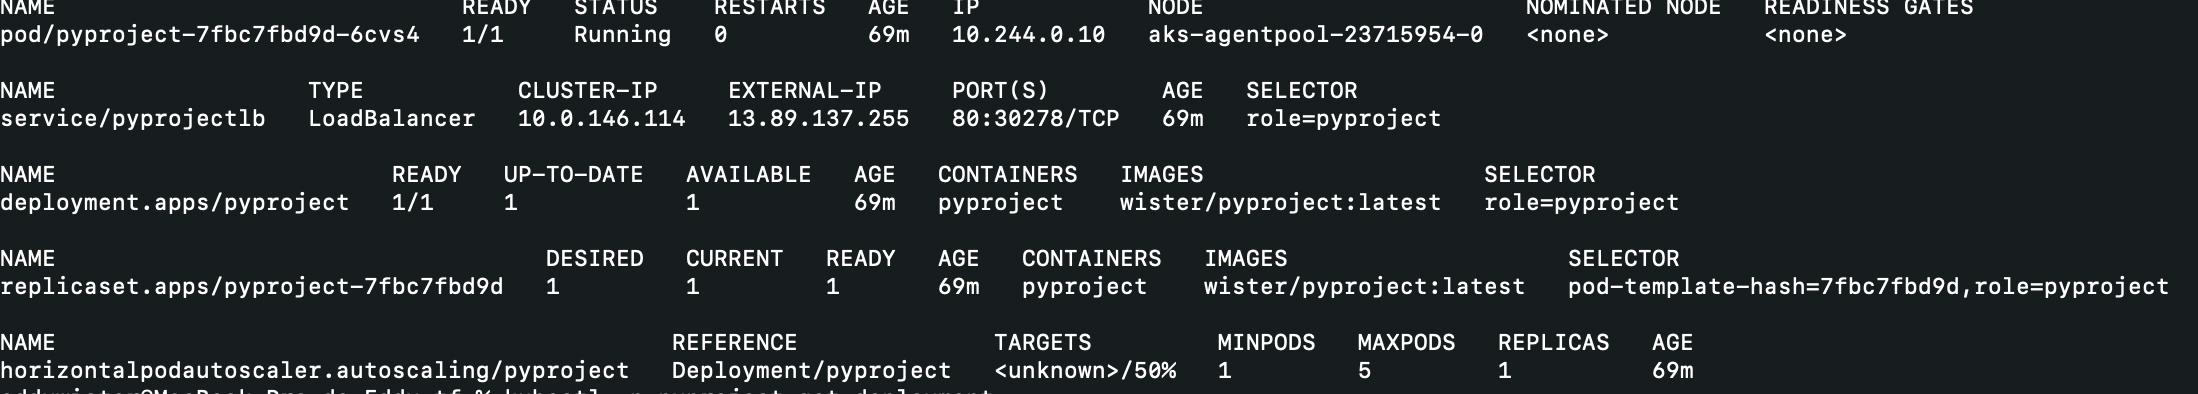 NAME READY STATUS RESTARTS AGE IP NODE NOMINATED NODE READINESS GATES
pod/pyproject-7fbc7fbd9d-6cvs4 1/1 Running 0 69m 10.244.0.10 aks-agentpool-23715954-0 <none> <none>
NAME TYPE CLUSTER-IP EXTERNAL-IP PORT(S) AGE SELECTOR
service/pyprojectlb LoadBalancer 10.0.146.114 13.89.137.255 80:30278/TCP 69m role=pyproject
NAME READY UP-TO-DATE AVAILABLE AGE CONTAINERS IMAGES SELECTOR
deployment.apps/pyproject 1/1 1 1 69m pyproject wister/pyproject:latest role=pyproject
NAME DESIRED CURRENT READY AGE CONTAINERS IMAGES SELECTOR
replicaset.apps/pyproject-7fbc7fbd9d 1 1 1 69m pyproject wister/pyproject:latest pod-template-hash=7fbc7fbd9d,role=pyproject
NAME REFERENCE TARGETS MINPODS MAXPODS REPLICAS AGE
horizontalpodautoscaler.autoscaling/pyproject Deployment/pyproject <unknown>/50% 1 5 1 69m